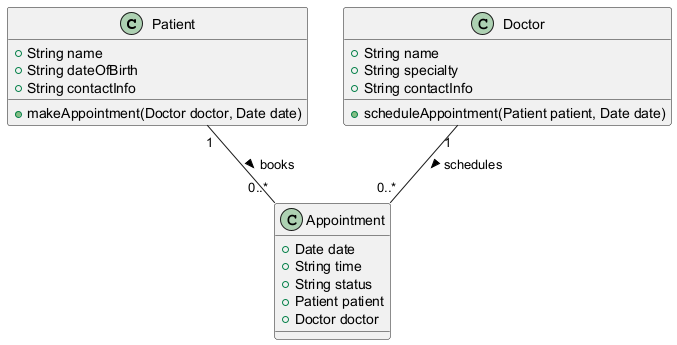 C Patient
String name
String dateOfBirth
String contactInfo
makeAppointment(Doctor doctor, Date date)
C Doctor
String name
String specialty
String contactInfo
scheduleAppointment(Patient patient, Date date)
1
books
0..*
1
schedules
0..*
C Appointment
Date date
String time
String status
Patient patient
Doctor doctor